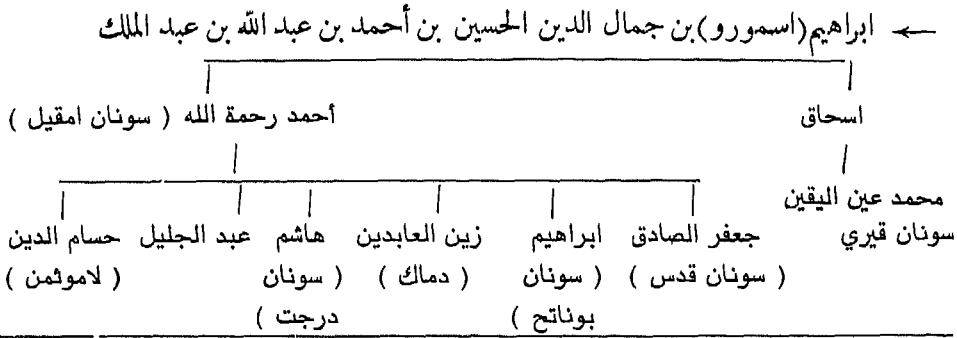 ← ابراهيم(اسمورو)بن جمال الدين الحسين بن أحمد بن عبد الله بن عبد الملك
اسحاق أحمد رحمة الله ( سونان امقيل )
محمد عين اليقين
سونان قيري جعفر الصادق ابراهيم زين العابدين هاشم عبد الجليل حسام الدين
( سونان قدس ) ( سونان ( دماك ) ( سونان ( لاموثمن )
بوناتح ) درجت )